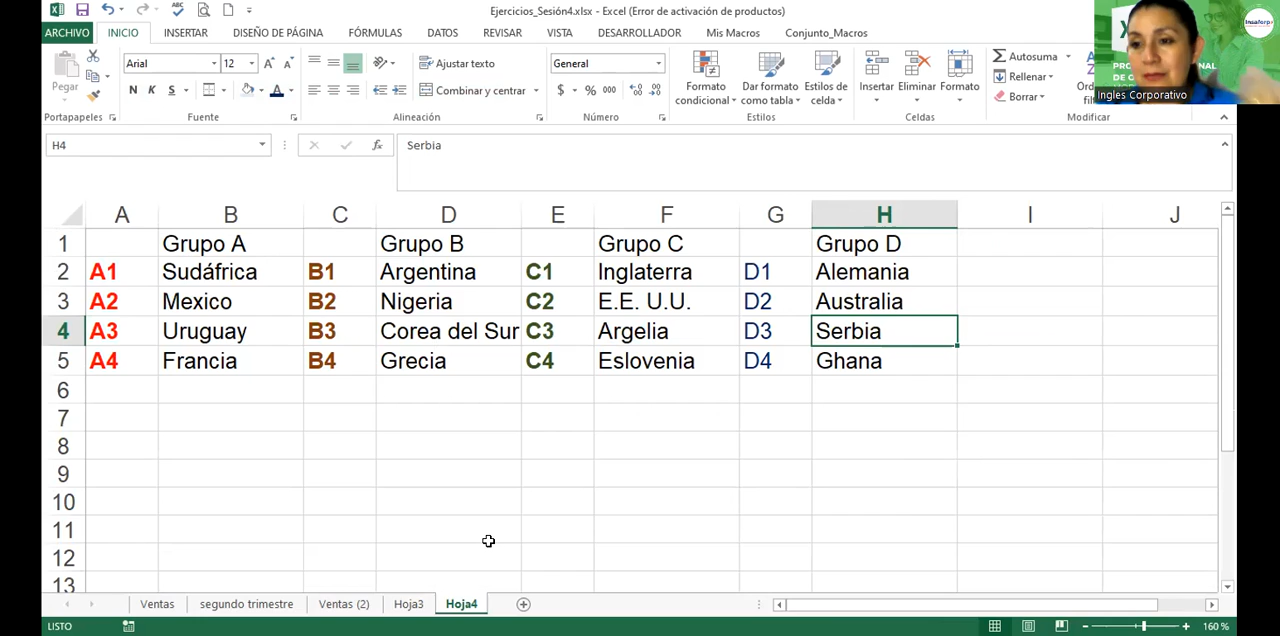 Ejercicios_Sesión4.xlsx - Excel (Error de activación de productos)
ARCHIVO INICIO INSERTAR DISEÑO DE PÁGINA FÓRMULAS DATOS REVISAR VISTA DESARROLLADOR Mis Macros Conjunto_Macros
Pegar
Portapapeles
Arial 12
N K S
Fuente
Ajustar texto
Combinar y centrar
Alineación
General
$ % 000
Número
Formato condicional
Dar formato como tabla
Estilos de celda
Estilos
Insertar Eliminar Formato
Celdas
Autosuma
Rellenar
Borrar
Modificar
Insaforp
Ingles Corporativo
H4
fx
Serbia
A B C D E F G H I J
1 Grupo A Grupo B Grupo C Grupo D
2 A1 Sudáfrica B1 Argentina C1 Inglaterra D1 Alemania
3 A2 Mexico B2 Nigeria C2 E.E. U.U. D2 Australia
4 A3 Uruguay B3 Corea del Sur C3 Argelia D3 Serbia
5 A4 Francia B4 Grecia C4 Eslovenia D4 Ghana
6
7
8
9
10
11
12
13
Ventas segundo trimestre Ventas (2) Hoja3 Hoja4
LISTO
160 %